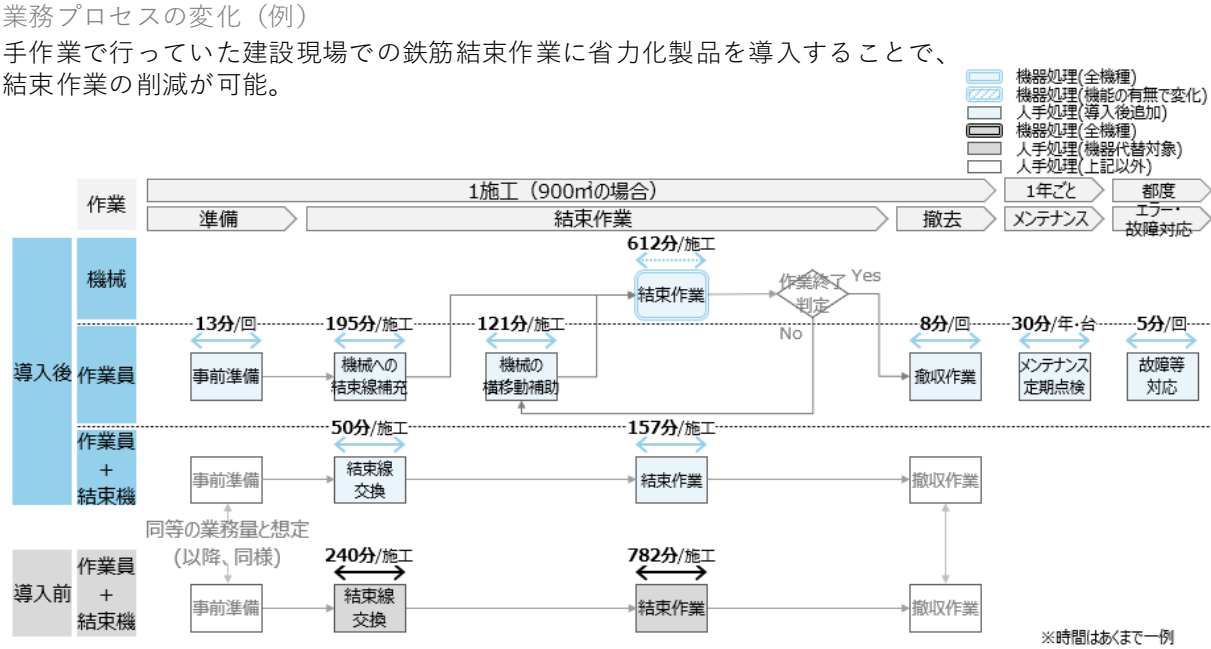 業務プロセスの変化（例）
手作業で行っていた建設現場での鉄筋結束作業に省力化製品を導入することで、
結束作業の削減が可能。
機器処理(全機種)
機器処理(機能の有無で変化)
人手処理(導入後追加)
機器処理(全機種)
人手処理(機器代替対象)
人手処理(上記以外)
作業
1施工（900㎡の場合）
1年ごと
都度
準備
結束作業
撤去
メンテナンス
エラー・
故障対応
導入後
機械
612分/施工
結束作業
作業終了
判定
Yes
No
作業員
13分/回
195分/施工
121分/施工
8分/回
30分/年・台
5分/回
事前準備
機械への
結束線補充
機械の
横移動補助
撤収作業
メンテナンス
定期点検
故障等
対応
作業員
+
結束機
50分/施工
157分/施工
事前準備
結束線
交換
結束作業
撤収作業
同等の業務量と想定
(以降、同様)
導入前
作業員
+
結束機
240分/施工
782分/施工
事前準備
結束線
交換
結束作業
撤収作業
※時間はあくまで一例